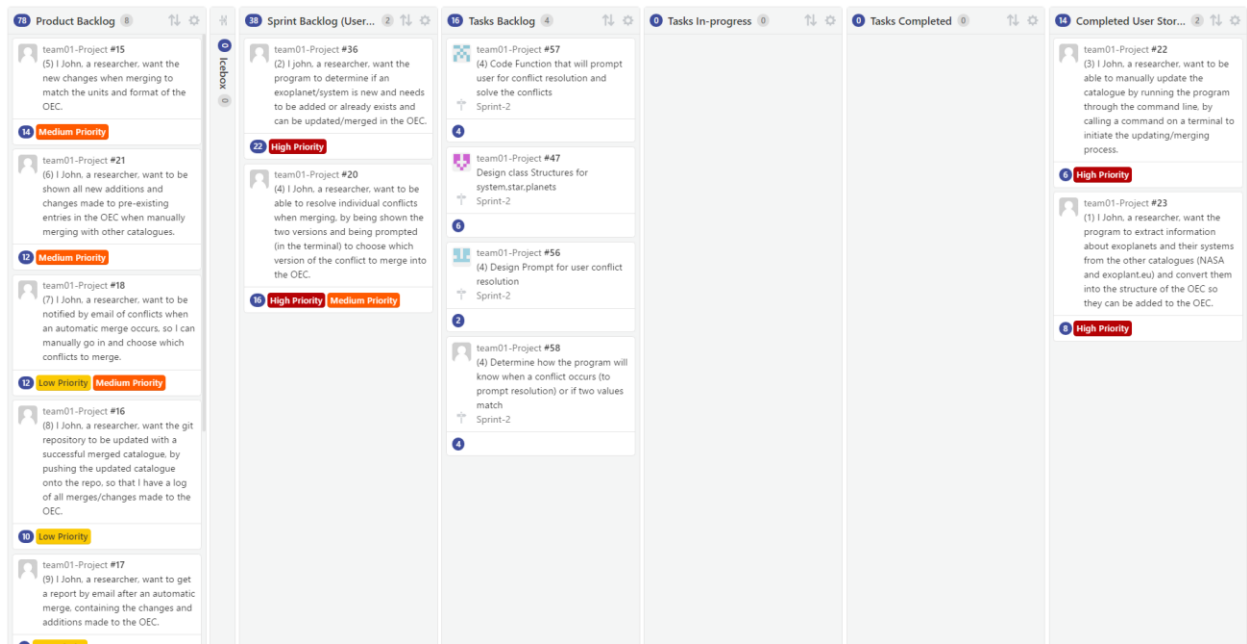 78 Product Backlog 8
team01-Project #15
(5) I John, a researcher, want the
new changes when merging to
match the units and format of the
OEC.
14 Medium Priority
team01-Project #21
(6) I John, a researcher, want to be
shown all new additions and
changes made to pre-existing
entries in the OEC when manually
merging with other catalogues.
12 Medium Priority
team01-Project #18
(7) I John, a researcher, want to be
notified by email of conflicts when
an automatic merge occurs, so I can
manually go in and choose which
conflicts to merge.
12 Low Priority Medium Priority
team01-Project #16
(8) I John, a researcher, want the git
repository to be updated with a
successful merged catalogue, by
pushing the updated catalogue
onto the repo, so that I have a log
of all merges/changes made to the
OEC.
10 Low Priority
team01-Project #17
(9) I John, a researcher, want to get
a report by email after an automatic
merge, containing the changes and
additions made to the OEC.
0 Icebox 0
38 Sprint Backlog (User... 2
team01-Project #36
(2) I john, a researcher, want the
program to determine if an
exoplanet/system is new and needs
to be added or already exists and
can be updated/merged in the OEC.
22 High Priority
team01-Project #20
(4) I John, a researcher, want to be
able to resolve individual conflicts
when merging, by being shown the
two versions and being prompted
(in the terminal) to choose which
version of the conflict to merge into
the OEC.
16 High Priority Medium Priority
16 Tasks Backlog 4
team01-Project #57
(4) Code Function that will prompt
user for conflict resolution and
solve the conflicts
Sprint-2
4
team01-Project #47
Design class Structures for
system,star,planets
Sprint-2
6
team01-Project #56
(4) Design Prompt for user conflict
resolution
Sprint-2
2
team01-Project #58
(4) Determine how the program will
know when a conflict occurs (to
prompt resolution) or if two values
match
Sprint-2
4
0 Tasks In-progress 0
0 Tasks Completed 0
14 Completed User Stor... 2
team01-Project #22
(3) I John, a researcher, want to be
able to manually update the
catalogue by running the program
through the command line, by
calling a command on a terminal to
initiate the updating/merging
process.
6 High Priority
team01-Project #23
(1) I John, a researcher, want the
program to extract information
about exoplanets and their systems
from the other catalogues (NASA
and exoplant.eu) and convert them
into the structure of the OEC so
they can be added to the OEC.
8 High Priority